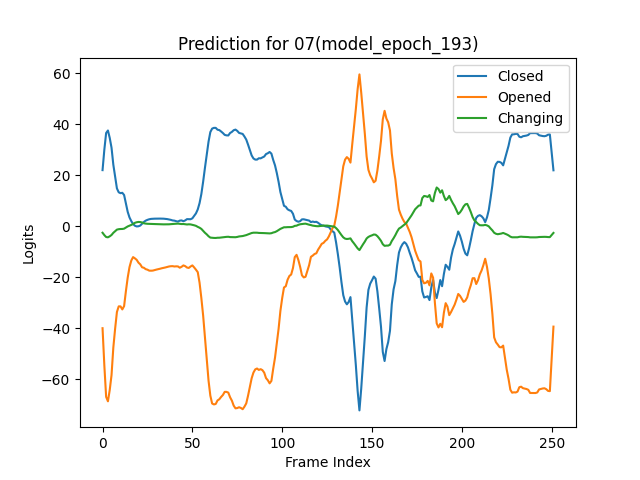 Prediction for 07(model_epoch_193)
Closed
Opened
Changing
60
40
20
0
−20
−40
−60
Logits
0 50 100 150 200 250
Frame Index